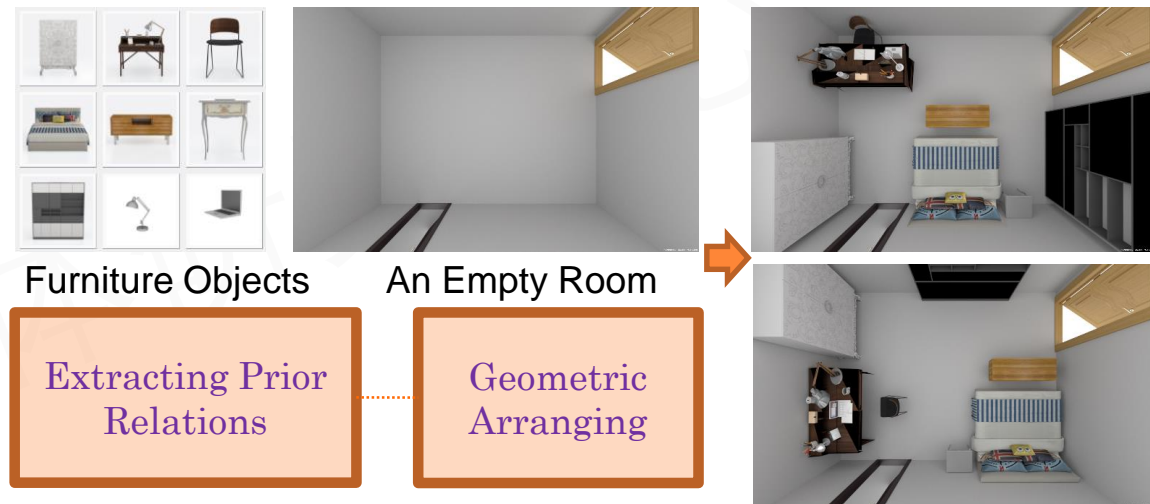 Furniture Objects
An Empty Room
Extracting Prior
Relations
Geometric
Arranging